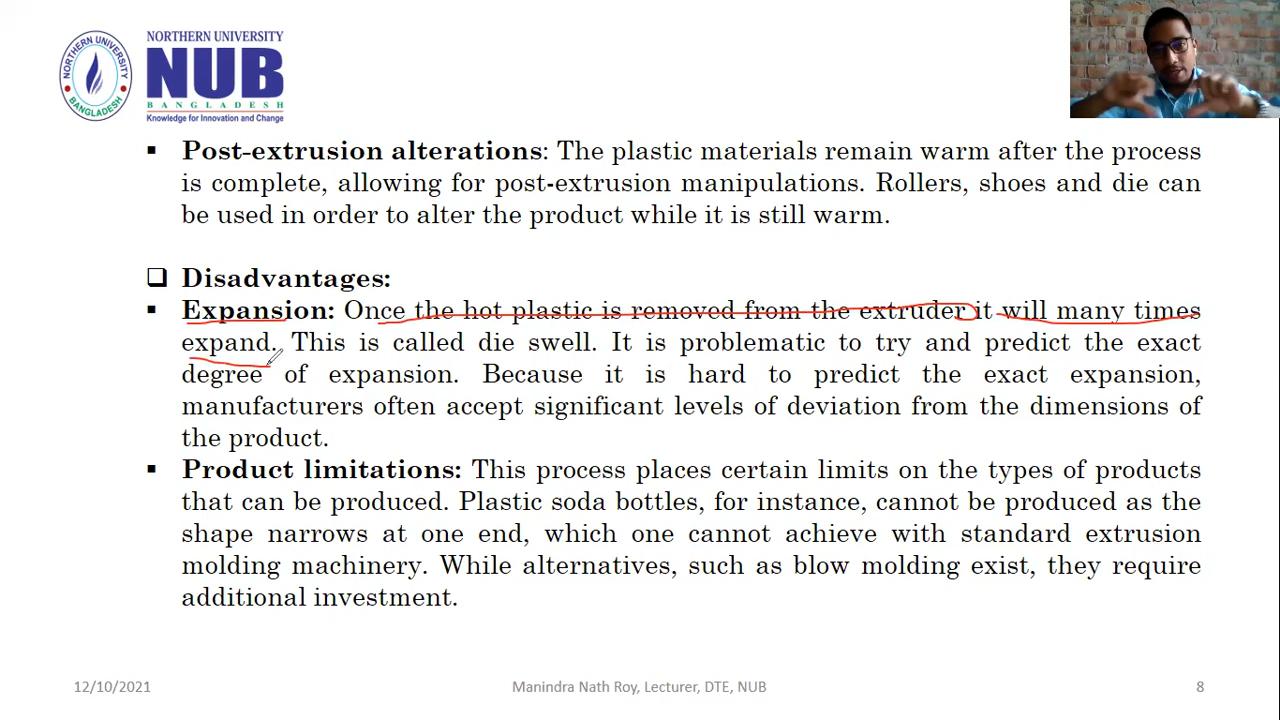 NORTHERN UNIVERSITY
BANGLADESH
NORTHERN UNIVERSITY
NUB
BANGLADESH
Knowledge for Innovation and Change
▪ Post-extrusion alterations: The plastic materials remain warm after the process
is complete, allowing for post-extrusion manipulations. Rollers, shoes and die can
be used in order to alter the product while it is still warm.
❑ Disadvantages:
▪ Expansion: Once the hot plastic is removed from the extruder it will many times
expand. This is called die swell. It is problematic to try and predict the exact
degree of expansion. Because it is hard to predict the exact expansion,
manufacturers often accept significant levels of deviation from the dimensions of
the product.
▪ Product limitations: This process places certain limits on the types of products
that can be produced. Plastic soda bottles, for instance, cannot be produced as the
shape narrows at one end, which one cannot achieve with standard extrusion
molding machinery. While alternatives, such as blow molding exist, they require
additional investment.
12/10/2021
Manindra Nath Roy, Lecturer, DTE, NUB
8